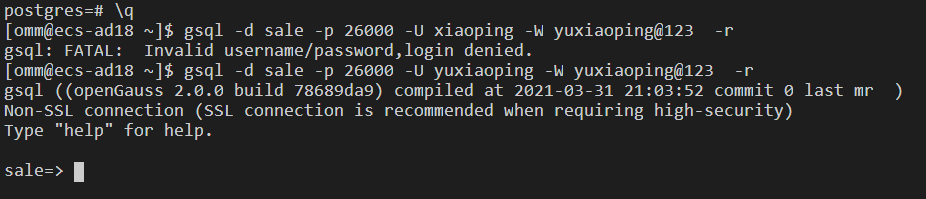 postgres=# \q
[omm@ecs-ad18 ~]$ gsql -d sale -p 26000 -U xiaoping -W yuxiaoping@123  -r
gsql: FATAL:  Invalid username/password,login denied.
[omm@ecs-ad18 ~]$ gsql -d sale -p 26000 -U yuxiaoping -W yuxiaoping@123  -r
gsql ((openGauss 2.0.0 build 78689da9) compiled at 2021-03-31 21:03:52 commit 0 last mr  )
Non-SSL connection (SSL connection is recommended when requiring high-security)
Type "help" for help.
sale=>